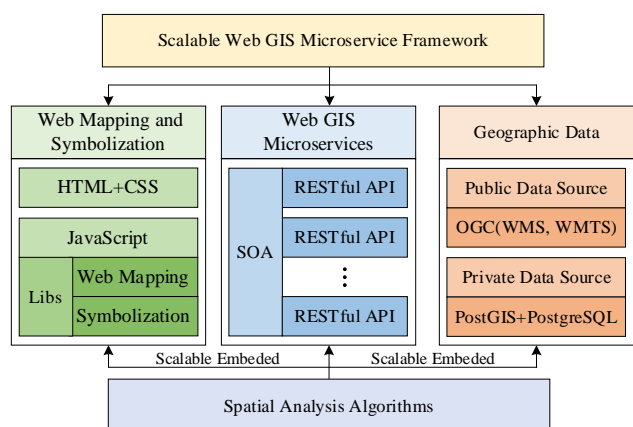 Scalable Web GIS Microservice Framework
Web Mapping and
Symbolization
HTML+CSS
JavaScript
Libs
Web Mapping
Symbolization
Web GIS
Microservices
SOA
RESTful API
RESTful API
RESTful API
Geographic Data
Public Data Source
OGC(WMS, WMTS)
Private Data Source
PostGIS+PostgreSQL
Scalable Embeded
Scalable Embeded
Spatial Analysis Algorithms